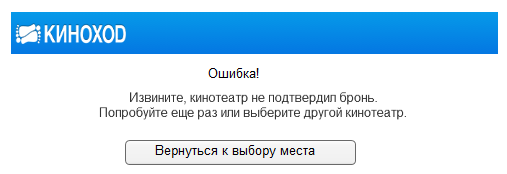 КИНОХОD
Ошибка!
Извините, кинотеатр не подтвердил бронь.
Попробуйте еще раз или выберите другой кинотеатр.
Вернуться к выбору места